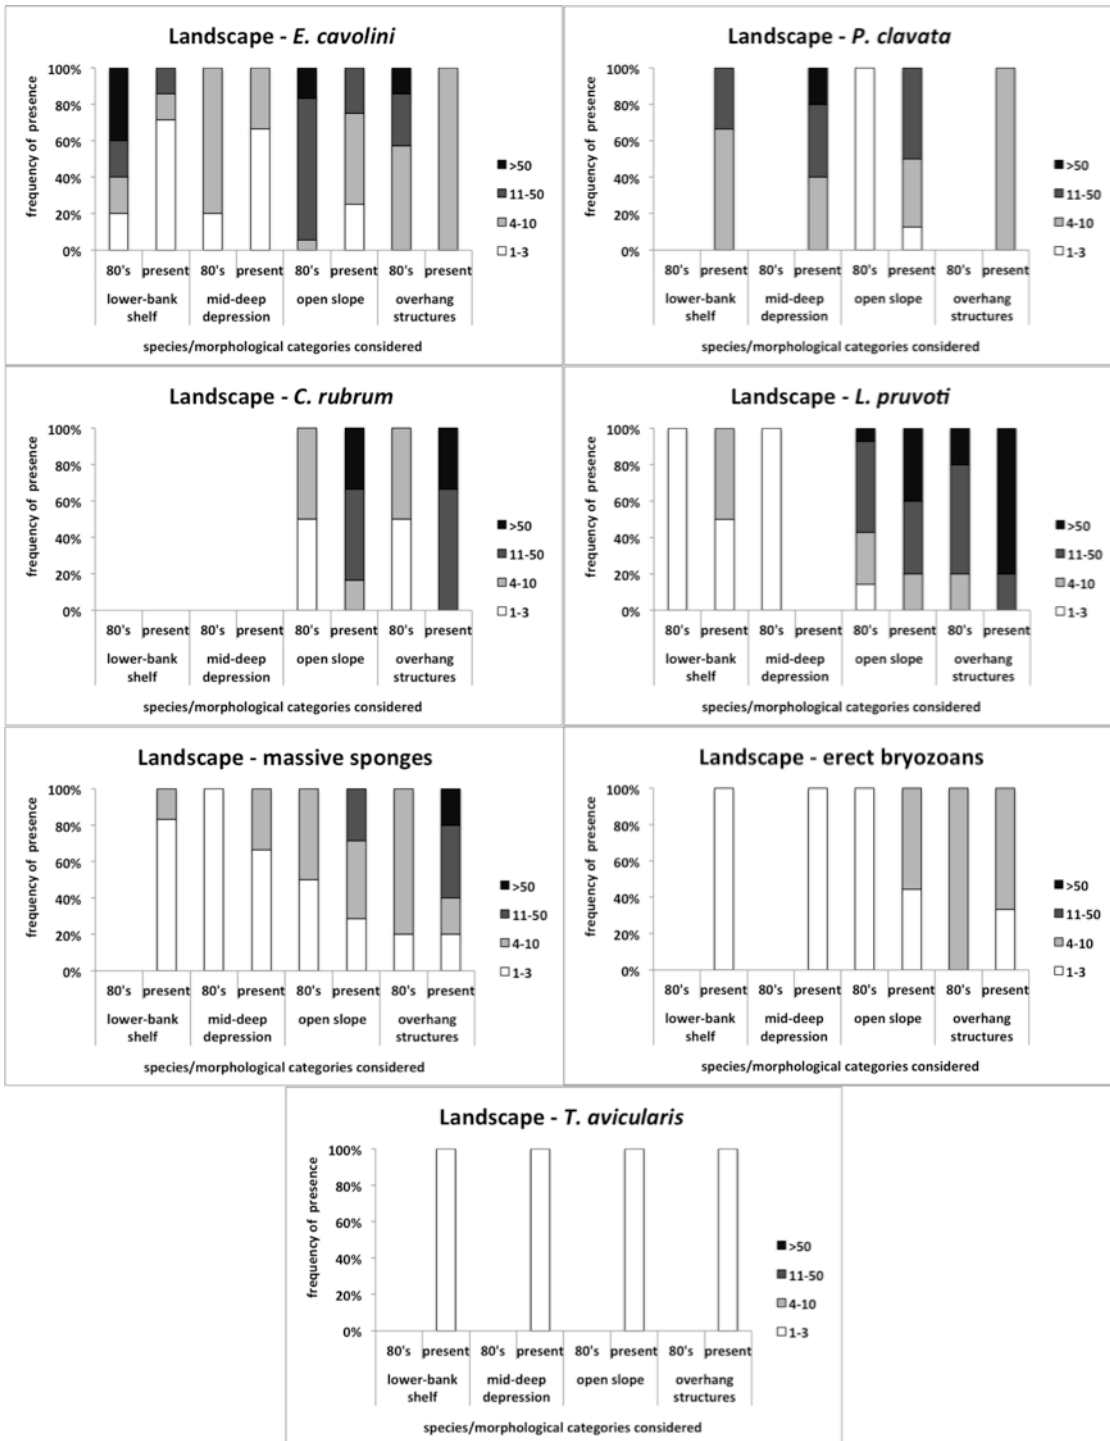 Landscape - E. cavolini
frequency of presence
100%
80%
60%
40%
20%
0%
80's present 80's present 80's present 80's present
lower-bank shelf mid-deep depression open slope overhang structures
species/morphological categories considered
>50
11-50
4-10
1-3
Landscape - P. clavata
frequency of presence
100%
80%
60%
40%
20%
0%
80's present 80's present 80's present 80's present
lower-bank shelf mid-deep depression open slope overhang structures
species/morphological categories considered
>50
11-50
4-10
1-3
Landscape - C. rubrum
frequency of presence
100%
80%
60%
40%
20%
0%
80's present 80's present 80's present 80's present
lower-bank shelf mid-deep depression open slope overhang structures
species/morphological categories considered
>50
11-50
4-10
1-3
Landscape - L. pruvoti
frequency of presence
100%
80%
60%
40%
20%
0%
80's present 80's present 80's present 80's present
lower-bank shelf mid-deep depression open slope overhang structures
species/morphological categories considered
>50
11-50
4-10
1-3
Landscape - massive sponges
frequency of presence
100%
80%
60%
40%
20%
0%
80's present 80's present 80's present 80's present
lower-bank shelf mid-deep depression open slope overhang structures
species/morphological categories considered
>50
11-50
4-10
1-3
Landscape - erect bryozoans
frequency of presence
100%
80%
60%
40%
20%
0%
80's present 80's present 80's present 80's present
lower-bank shelf mid-deep depression open slope overhang structures
species/morphological categories considered
>50
11-50
4-10
1-3
Landscape - T. avicularis
frequency of presence
100%
80%
60%
40%
20%
0%
80's present 80's present 80's present 80's present
lower-bank shelf mid-deep depression open slope overhang structures
species/morphological categories considered
>50
11-50
4-10
1-3